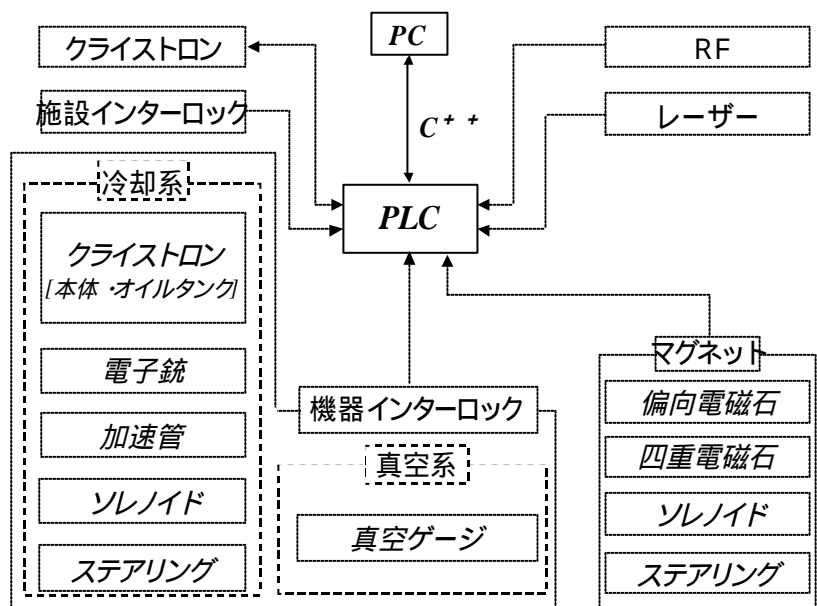 PC
クライストロン
RF
施設インターロック
レーザー
C++
冷却系
PLC
クライストロン
[本体・オイルタンク]
電子銃
加速管
ソレノイド
ステアリング
機器インターロック
真空系
真空ゲージ
マグネット
偏向電磁石
四重電磁石
ソレノイド
ステアリング